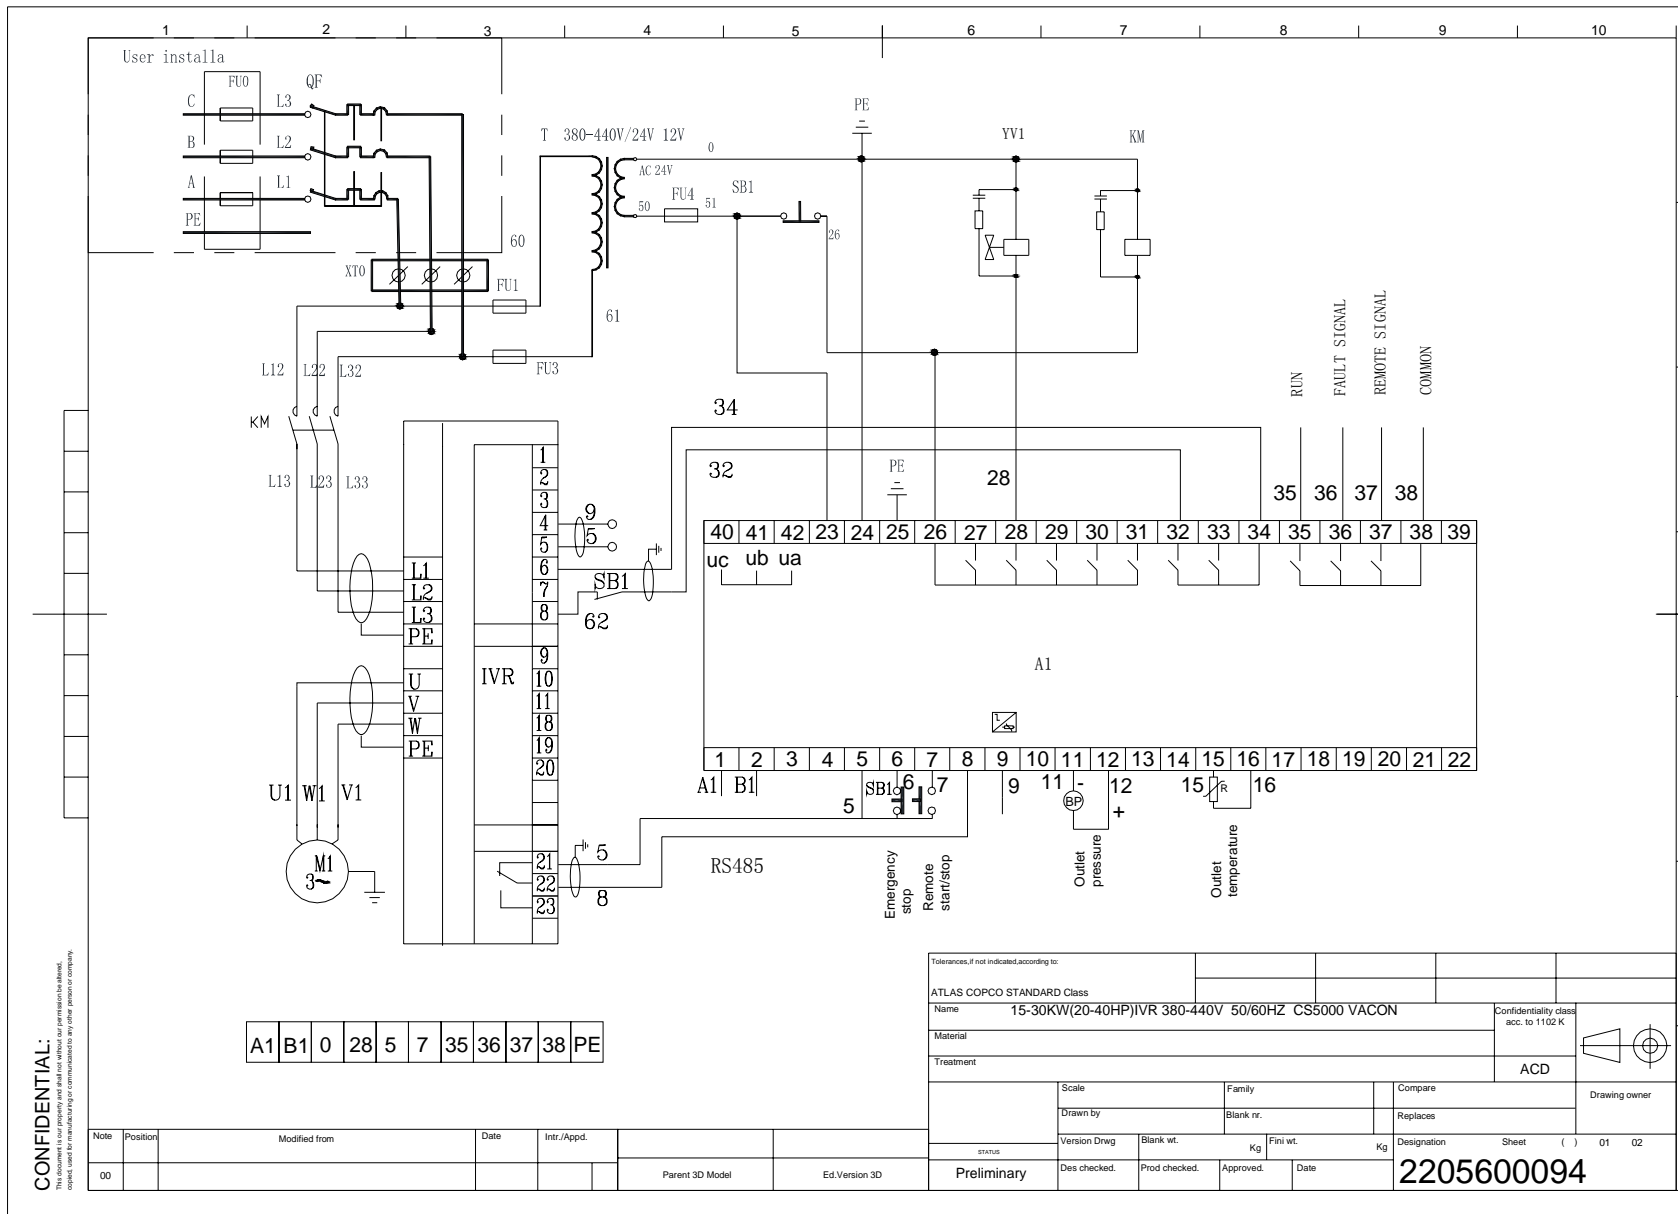 1 2 3 4 5 6 7 8 9 10
User installa
FU0 QF
C L3
B L2
A L1
PE
60
XT0
FU1
T 380-440V/24V 12V
0
AC 24V
50 FU4 51
SB1
26
PE
YV1
KM
61
FU3
L12 L22 L32
KM
L13 L23 L33
34
32
PE
28
RUN
FAULT SIGNAL
REMOTE SIGNAL
COMMON
35 36 37 38
1
2
3
4
5
6
7
8
9
10
11
18
19
20
21
22
23
9
5
SB1
62
L1
L2
L3
PE
IVR
U
V
W
PE
U1 W1 V1
M1
3~
5
8
RS485
40 41 42 23 24 25 26 27 28 29 30 31 32 33 34 35 36 37 38 39
uc ub ua
A1
1 2 3 4 5 6 7 8 9 10 11 12 13 14 15 16 17 18 19 20 21 22
A1 B1
5
SB1 6 7
9
11 - 12
BP
+
15 R 16
Emergency
stop
Remote
start/stop
Outlet
pressure
Outlet
temperature
A1 B1 0 28 5 7 35 36 37 38 PE
CONFIDENTIAL:
This document is our property and shall not without our permission be altered,
copied, used for manufacturing or communicated to any other person or company.
Tolerances,if not indicated,according to:
ATLAS COPCO STANDARD Class
Name 15-30KW(20-40HP)IVR 380-440V 50/60HZ CS5000 VACON
Confidentiality class
acc. to 1102 K
Material
Treatment
ACD
Scale Family Compare Drawing owner
Drawn by Blank nr. Replaces
STATUS Version Drwg Blank wt. Kg Fini wt. Kg Designation Sheet ( ) 01 02
Preliminary Des checked. Prod checked. Approved. Date 2205600094
Note Position Modified from Date Intr./Appd.
00 Parent 3D Model Ed.Version 3D